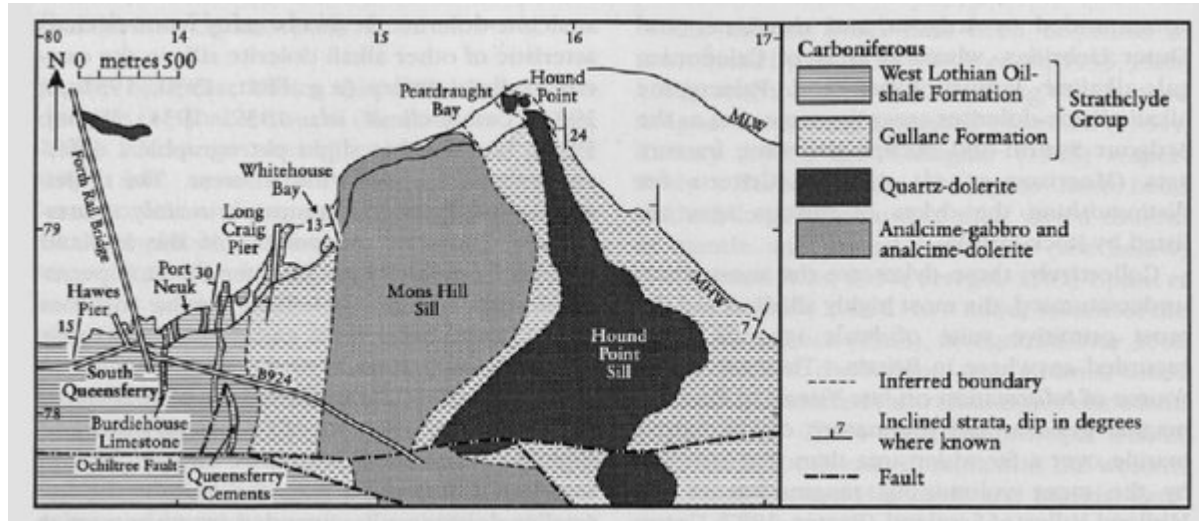 80
14
15
16
17
N 0 metres 500
79
78
Forth Rail Bridge
Hawes
Pier
15
South
Queensferry
Port
Neuk
30
Long
Craig
Pier
Whitehouse
Bay
13
6
B924
Burdiehouse
Limestone
Ochiltree Fault
Queensferry
Cements
Peatdraught
Bay
Hound
Point
24
MLW
MHW
7
Mons Hill
Sill
Hound
Point
Sill
Carboniferous
West Lothian Oil-
shale Formation
Gullane Formation
Strathclyde
Group
Quartz-dolerite
Analcime-gabbro and
analcime-dolerite
Inferred boundary
Inclined strata, dip in degrees
where known
Fault